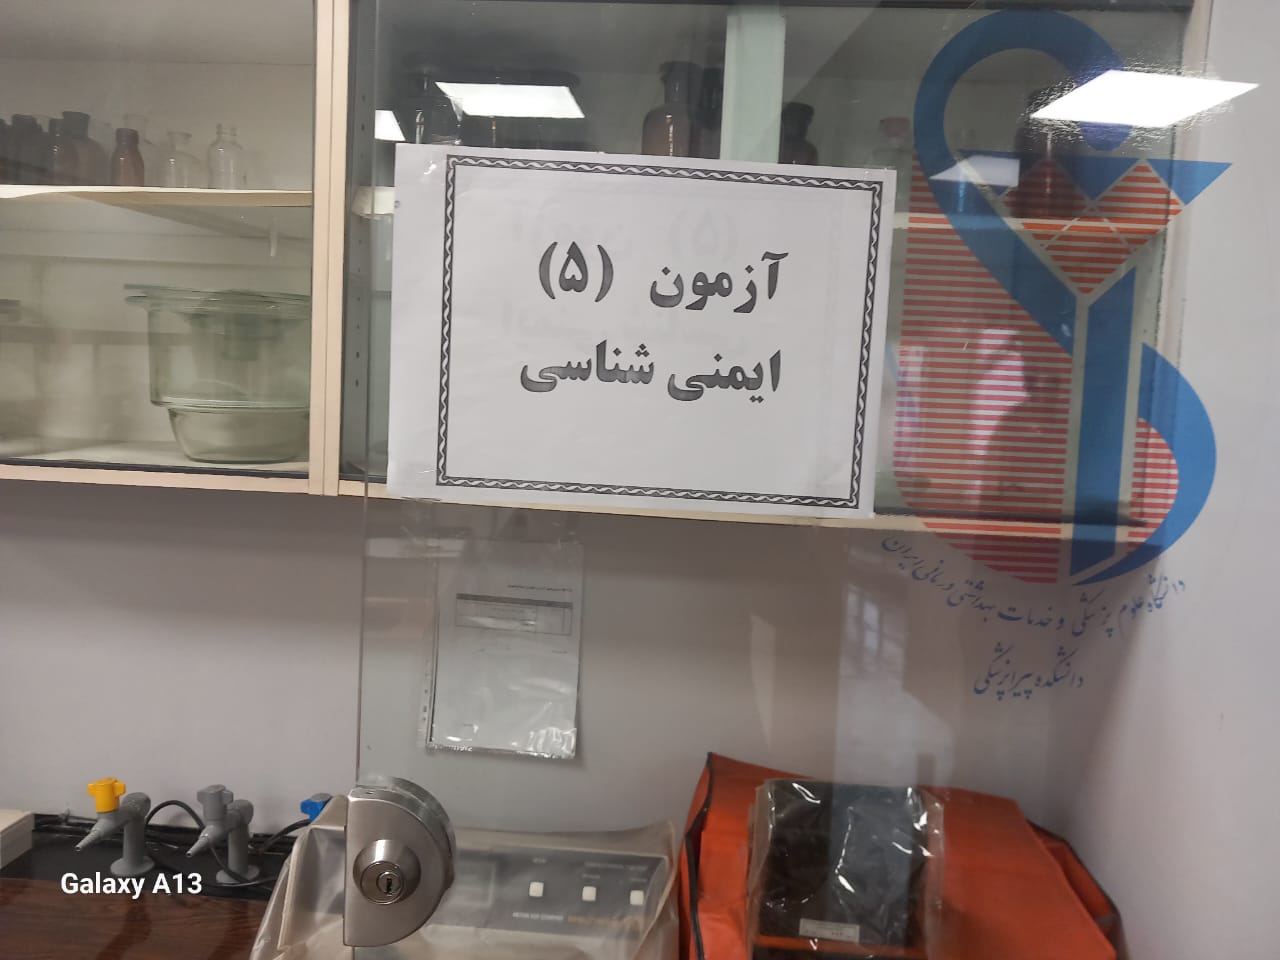 آزمون (۵)
ایمنی شناسی
دانشگاه علوم پزشکی و خدمات بهداشتی درمانی ایران
دانشکده پیراپزشکی
Galaxy A13